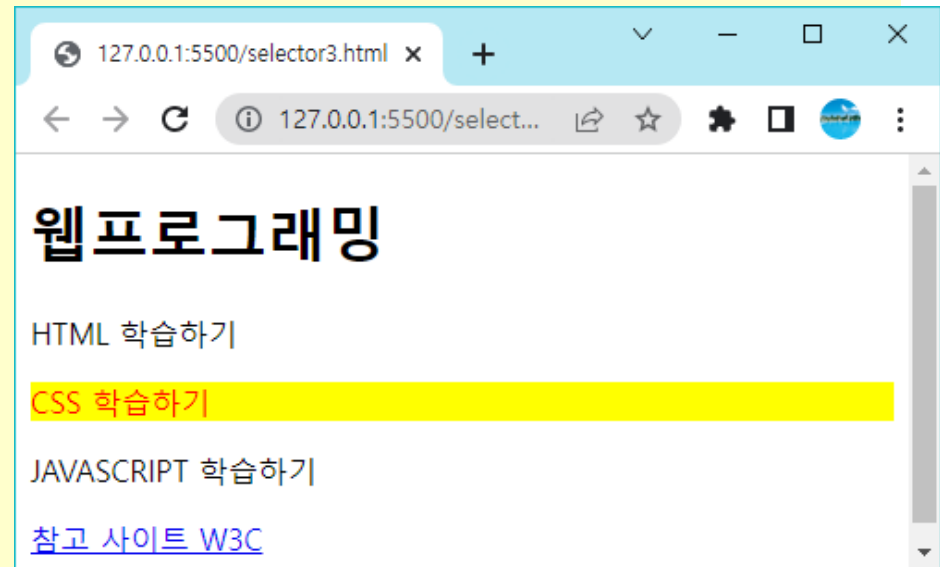 127.0.0.1:5500/selector3.html
127.0.0.1:5500/select...
웹프로그래밍
HTML 학습하기
CSS 학습하기
JAVASCRIPT 학습하기
참고 사이트 W3C